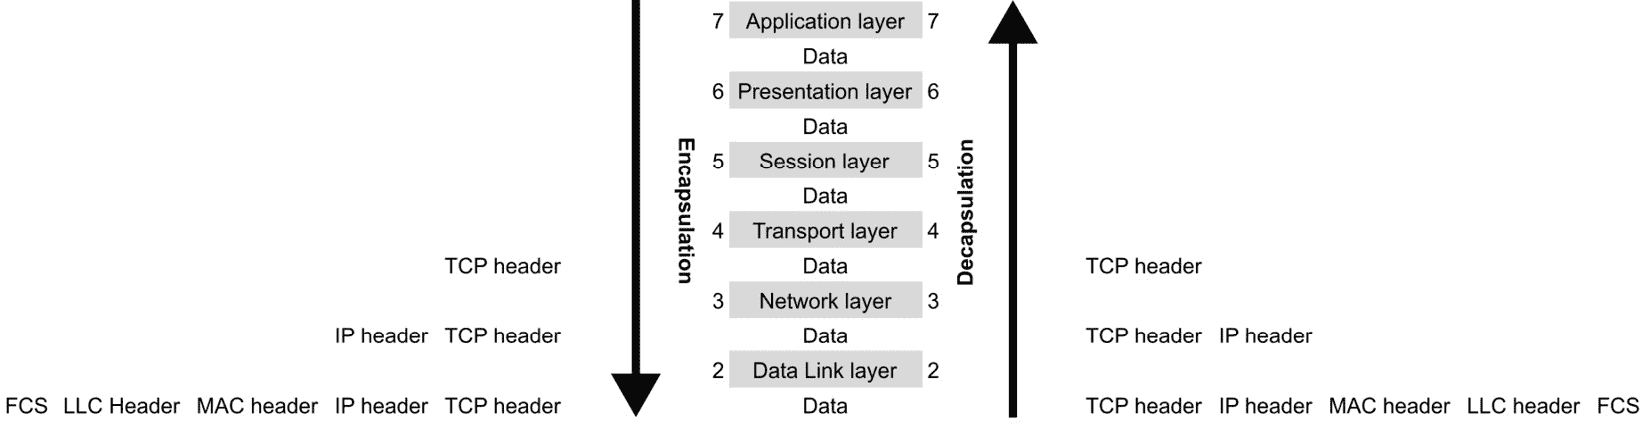 7 Application layer 7
Data
6 Presentation layer 6
Data
Encapsulation
5 Session layer 5
Decapsulation
Data
4 Transport layer 4
TCP header Data TCP header
3 Network layer 3
IP header TCP header Data TCP header IP header
2 Data Link layer 2
FCS LLC Header MAC header IP header TCP header Data TCP header IP header MAC header LLC header FCS